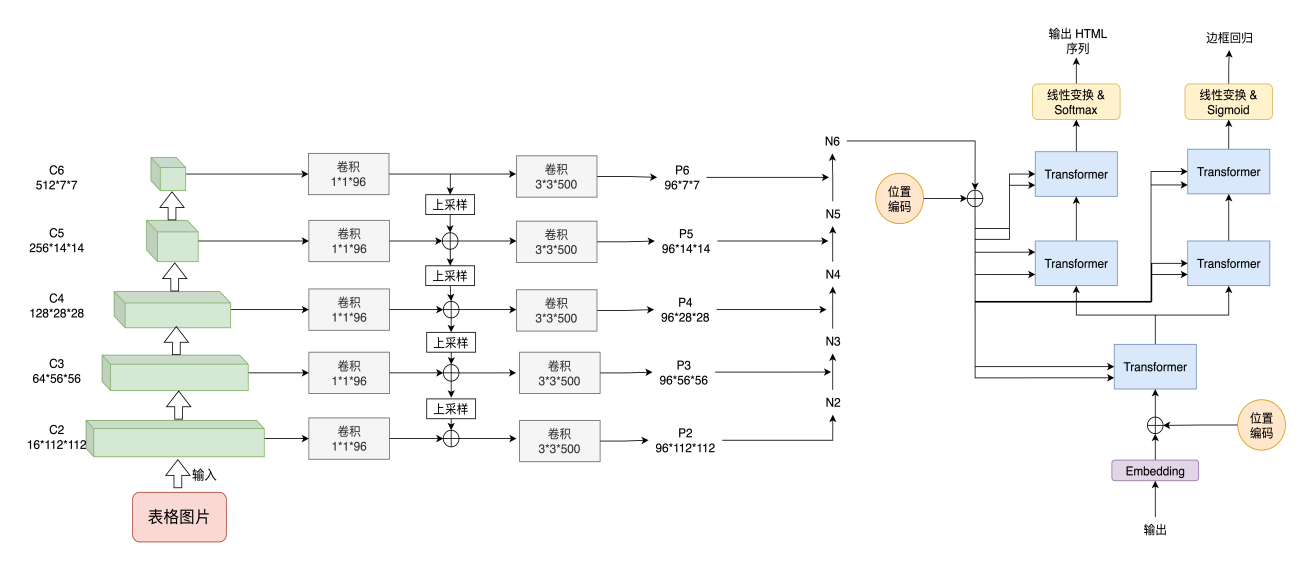 C6
512*7*7
卷积
1*1*96
卷积
3*3*500
P6
96*7*7
上采样
C5
256*14*14
卷积
1*1*96
卷积
3*3*500
P5
96*14*14
上采样
C4
128*28*28
卷积
1*1*96
卷积
3*3*500
P4
96*28*28
上采样
C3
64*56*56
卷积
1*1*96
卷积
3*3*500
P3
96*56*56
上采样
C2
16*112*112
卷积
1*1*96
卷积
3*3*500
P2
96*112*112
输入
表格图片
N6
N5
N4
N3
N2
位置
编码
输出 HTML
序列
线性变换 &
Softmax
Transformer
Transformer
边框回归
线性变换 &
Sigmoid
Transformer
Transformer
Transformer
位置
编码
Embedding
输出